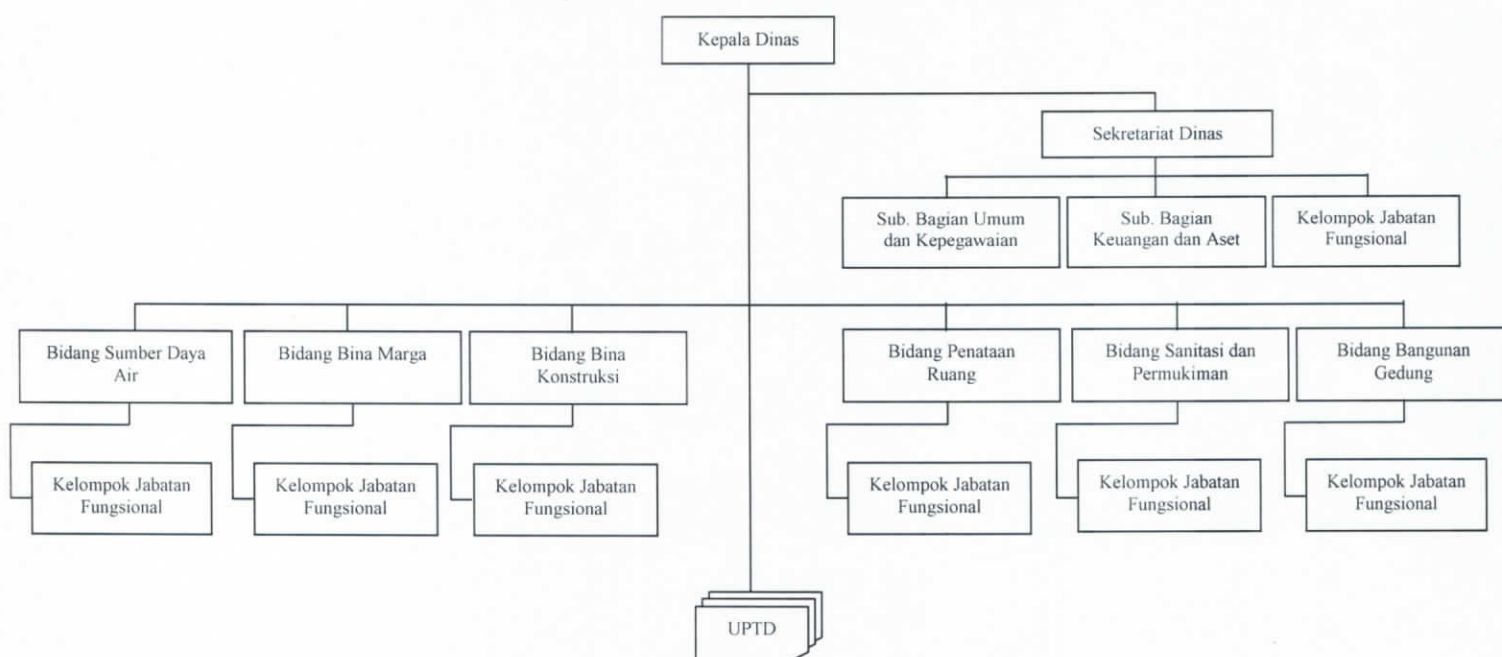 Kepala Dinas
Sekretariat Dinas
Sub. Bagian Umum
dan Kepegawaian
Sub. Bagian
Keuangan dan Aset
Kelompok Jabatan
Fungsional
Bidang Sumber Daya
Air
Bidang Bina Marga
Bidang Bina
Konstruksi
Bidang Penataan
Ruang
Bidang Sanitasi dan
Permukiman
Bidang Bangunan
Gedung
Kelompok Jabatan
Fungsional
Kelompok Jabatan
Fungsional
Kelompok Jabatan
Fungsional
Kelompok Jabatan
Fungsional
Kelompok Jabatan
Fungsional
Kelompok Jabatan
Fungsional
UPTD